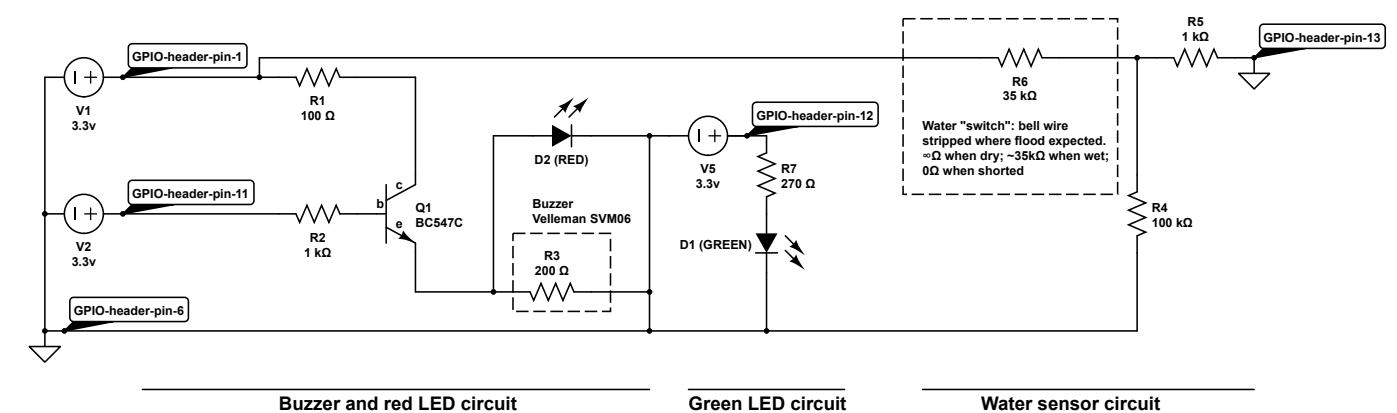 GPIO-header-pin-1
V1
3.3v
R1
100 Ω
GPIO-header-pin-11
V2
3.3v
R2
1 kΩ
c
b
e
Q1
BC547C
GPIO-header-pin-6
D2 (RED)
Buzzer
Velleman SVM06
R3
200 Ω
GPIO-header-pin-12
V5
3.3v
R7
270 Ω
D1 (GREEN)
R6
35 kΩ
Water "switch": bell wire
stripped where flood expected.
∞Ω when dry; ~35kΩ when wet;
0Ω when shorted
R5
1 kΩ
GPIO-header-pin-13
R4
100 kΩ
Buzzer and red LED circuit
Green LED circuit
Water sensor circuit